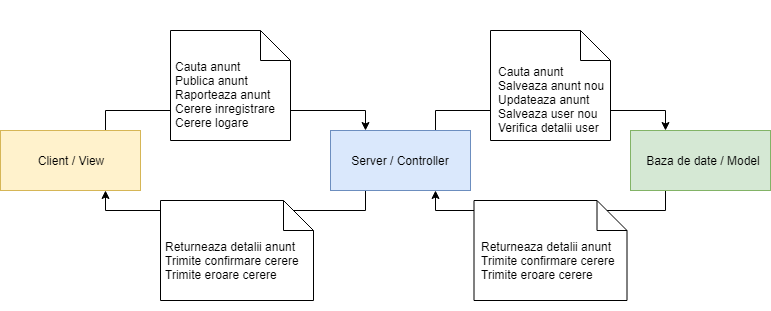 Cauta anunt
Publica anunt
Raporteaza anunt
Cerere inregistrare
Cerere logare
Cauta anunt
Salveaza anunt nou
Updateaza anunt
Salveaza user nou
Verifica detalii user
Client / View
Server / Controller
Baza de date / Model
Returneaza detalii anunt
Trimite confirmare cerere
Trimite eroare cerere
Returneaza detalii anunt
Trimite confirmare cerere
Trimite eroare cerere